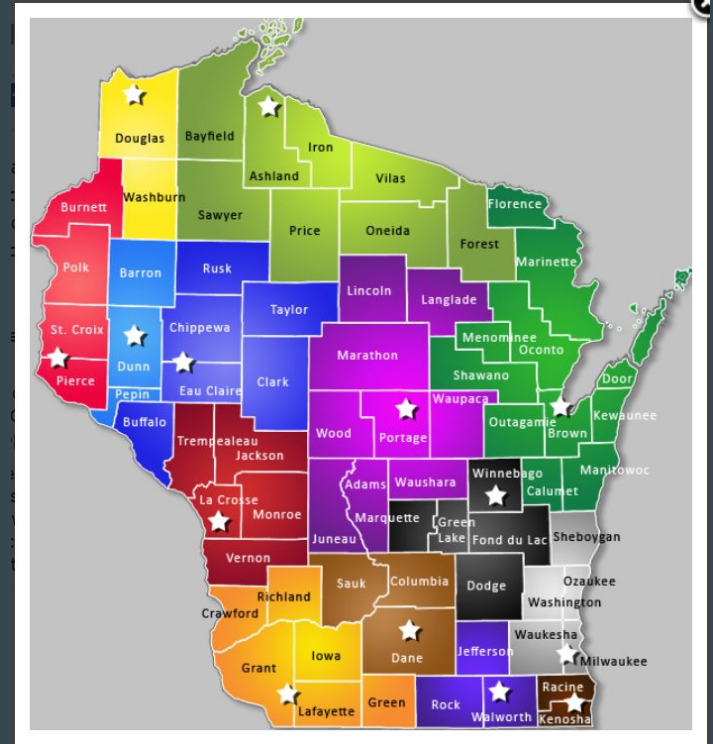 Douglas
Bayfield
Iron
Ashland
Vilas
Burnett
Washburn
Sawyer
Florence
Price
Oneida
Forest
Marinette
Polk
Barron
Rusk
Lincoln
Langlade
Taylor
St. Croix
Chippewa
Menominee
Oconto
Marathon
Dunn
Shawano
Pierce
Clark
Door
Pepin
Eau Claire
Waupaca
Buffalo
Outagamie
Kewaunee
Wood
Portage
Brown
Trempealeau
Jackson
Manitowoc
Winnebago
Adams
Waushara
Calumet
La Crosse
Monroe
Marquette
Green
Lake
Juneau
Fond du Lac
Sheboygan
Vernon
Sauk
Columbia
Dodge
Ozaukee
Richland
Washington
Crawford
Waukesha
Iowa
Dane
Jefferson
Milwaukee
Grant
Racine
Lafayette
Green
Rock
Walworth
Kenosha